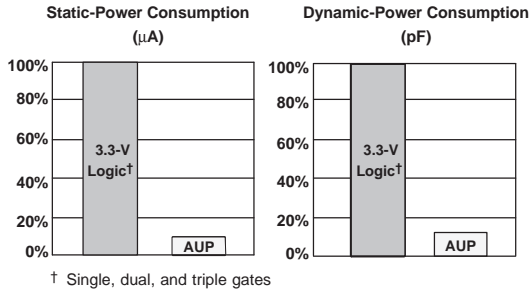 Static-Power Consumption
(μA)
100%
80%
60%
40%
20%
0%
3.3-V
Logic†
AUP
Dynamic-Power Consumption
(pF)
100%
80%
60%
40%
20%
0%
3.3-V
Logic†
AUP
† Single, dual, and triple gates